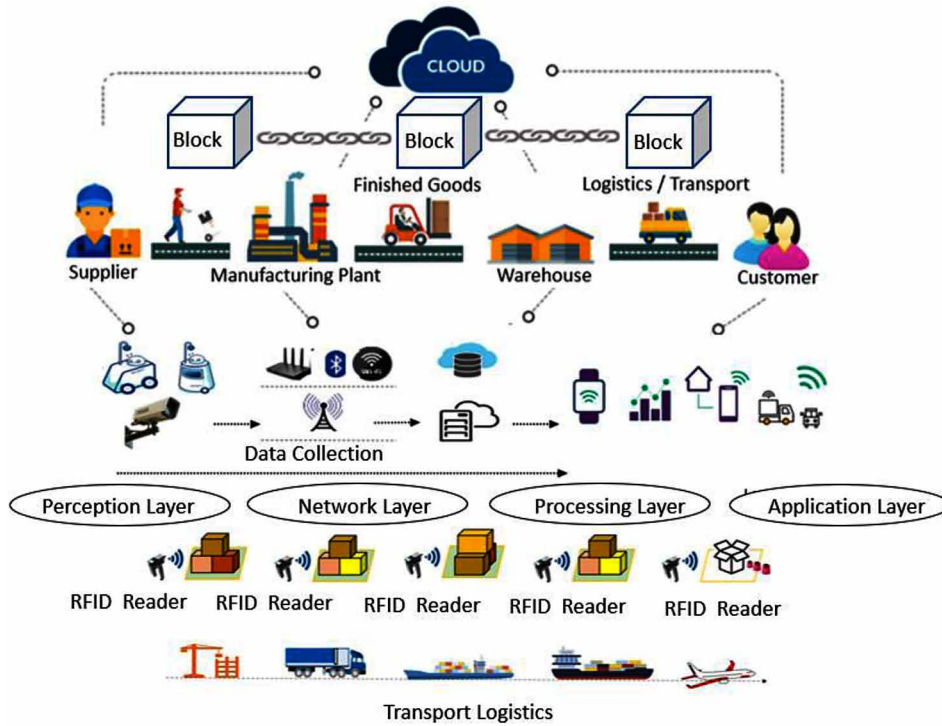 CLOUD
Block
Block
Block
Finished Goods
Logistics / Transport
Supplier
Manufacturing Plant
Warehouse
Customer
Data Collection
Perception Layer
Network Layer
Processing Layer
Application Layer
RFID Reader
RFID Reader
RFID Reader
RFID Reader
RFID Reader
Transport Logistics